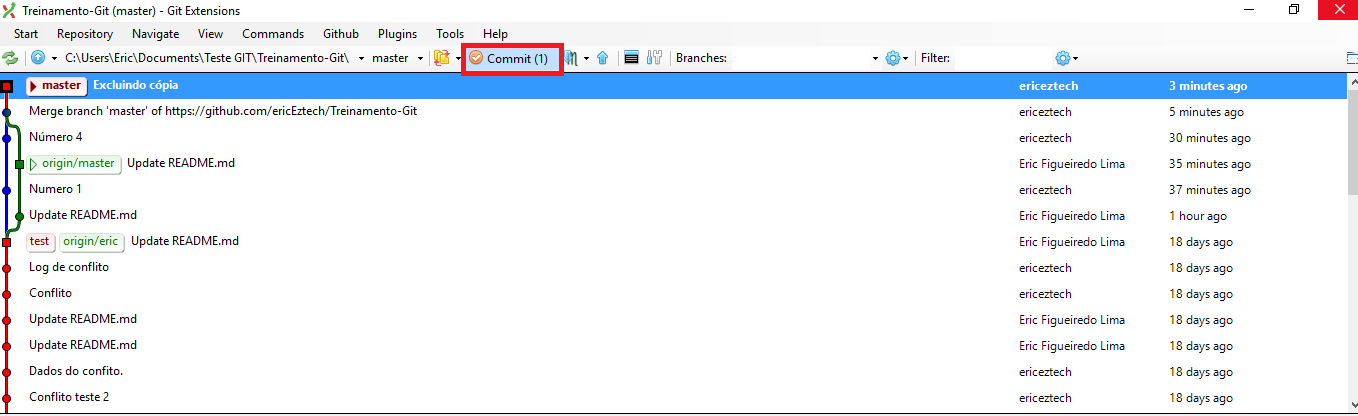 Treinamento-Git (master) - Git Extensions
Start Repository Navigate View Commands Github Plugins Tools Help
C:\Users\Eric\Documents\Teste GIT\Treinamento-Git\ master Commit (1) Branches: Filter:
master Excluindo cópia ericeztech 3 minutes ago
Merge branch 'master' of https://github.com/ericEztech/Treinamento-Git ericeztech 5 minutes ago
Número 4 ericeztech 30 minutes ago
origin/master Update README.md Eric Figueiredo Lima 35 minutes ago
Numero 1 ericeztech 37 minutes ago
Update README.md Eric Figueiredo Lima 1 hour ago
test origin/eric Update README.md Eric Figueiredo Lima 18 days ago
Log de conflito ericeztech 18 days ago
Conflito ericeztech 18 days ago
Update README.md Eric Figueiredo Lima 18 days ago
Update README.md Eric Figueiredo Lima 18 days ago
Dados do confito. ericeztech 18 days ago
Conflito teste 2 ericeztech 18 days ago